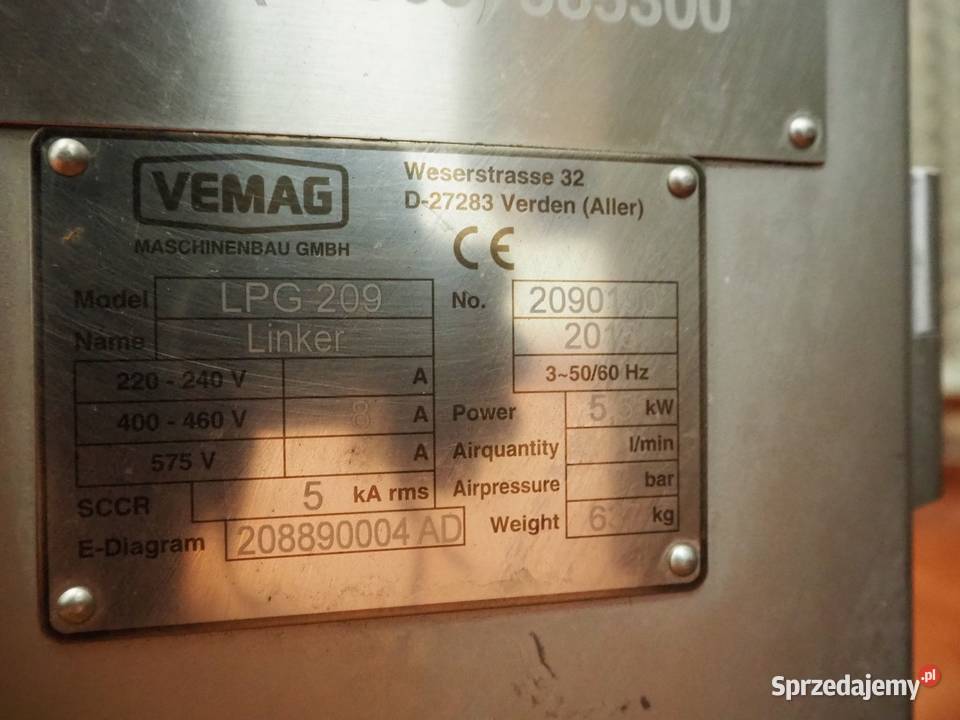 385300
VEMAG
MASCHINENBAU GMBH
Weserstrasse 32
D-27283 Verden (Aller)
CE
Model LPG 209
Name Linker
No.
3~50/60 Hz
220 - 240 V A
400 - 460 V 8 A
575 V A
SCCR 5 kA rms
E-Diagram 208890004 AD
Power kW
Airquantity l/min
Airpressure bar
Weight kg
Sprzedajemy.pl